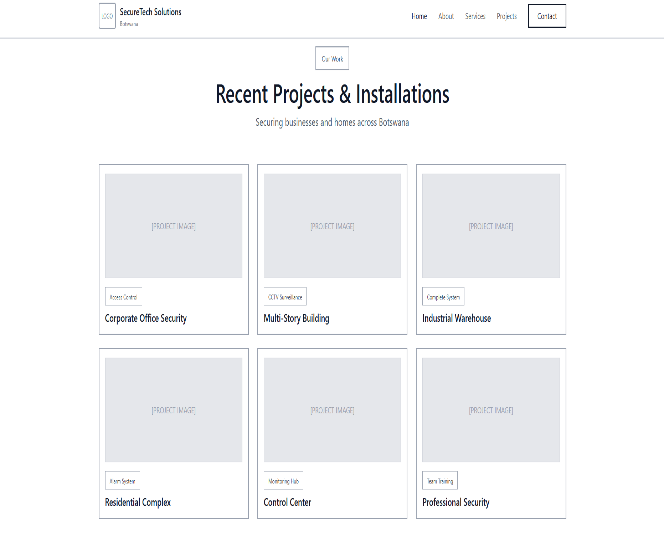 LOGO
SecureTech Solutions
Botswana
Home About Services Projects Contact
Our Work
Recent Projects & Installations
Securing businesses and homes across Botswana
[PROJECT IMAGE] [PROJECT IMAGE] [PROJECT IMAGE]
Access Control CCTV Surveillance Complete System
Corporate Office Security Multi-Story Building Industrial Warehouse
[PROJECT IMAGE] [PROJECT IMAGE] [PROJECT IMAGE]
Alarm System Monitoring Hub Team Training
Residential Complex Control Center Professional Security